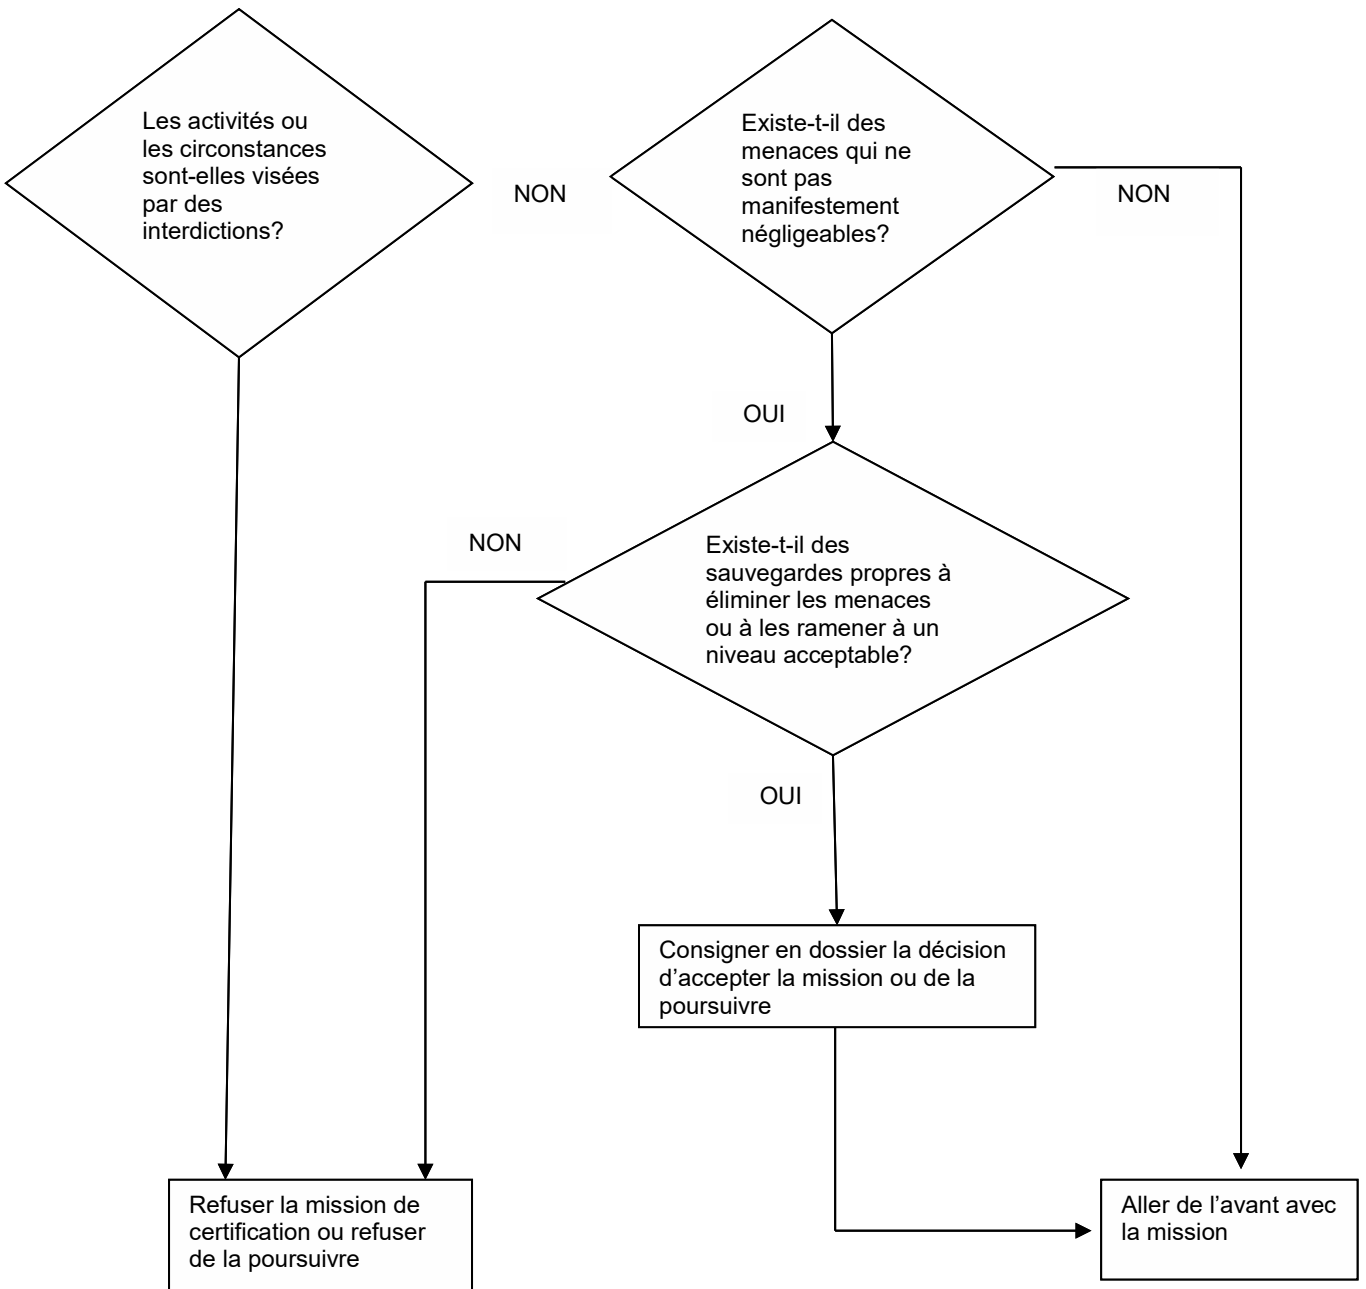 Les activités ou
les circonstances
sont-elles visées
par des
interdictions?
NON
Existe-t-il des
menaces qui ne
sont pas
manifestement
négligeables?
NON
OUI
NON
Existe-t-il des
sauvegardes propres à
éliminer les menaces
ou à les ramener à un
niveau acceptable?
OUI
Consigner en dossier la décision
d’accepter la mission ou de la
poursuivre
Refuser la mission de
certification ou refuser
de la poursuivre
Aller de l’avant avec
la mission